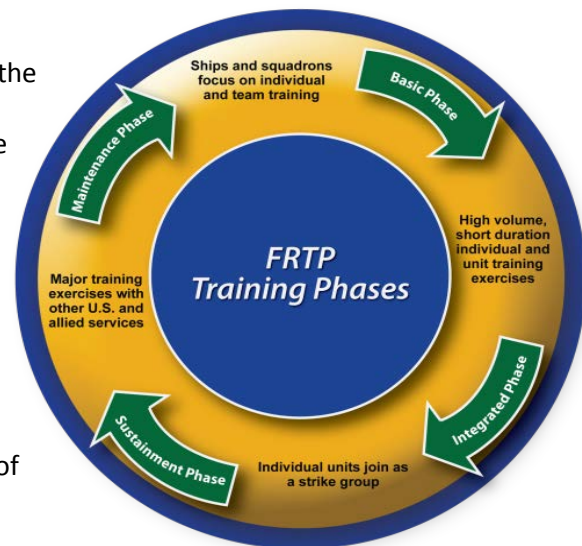 the
e
of
Ships and squadrons
focus on individual
and team training
Basic Phase
High volume,
short duration
individual and
unit training
exercises
Integrated Phase
Individual units join as
a strike group
Sustainment Phase
Major training
exercises with
other U.S. and
allied services
Maintenance Phase
FRTP
Training Phases